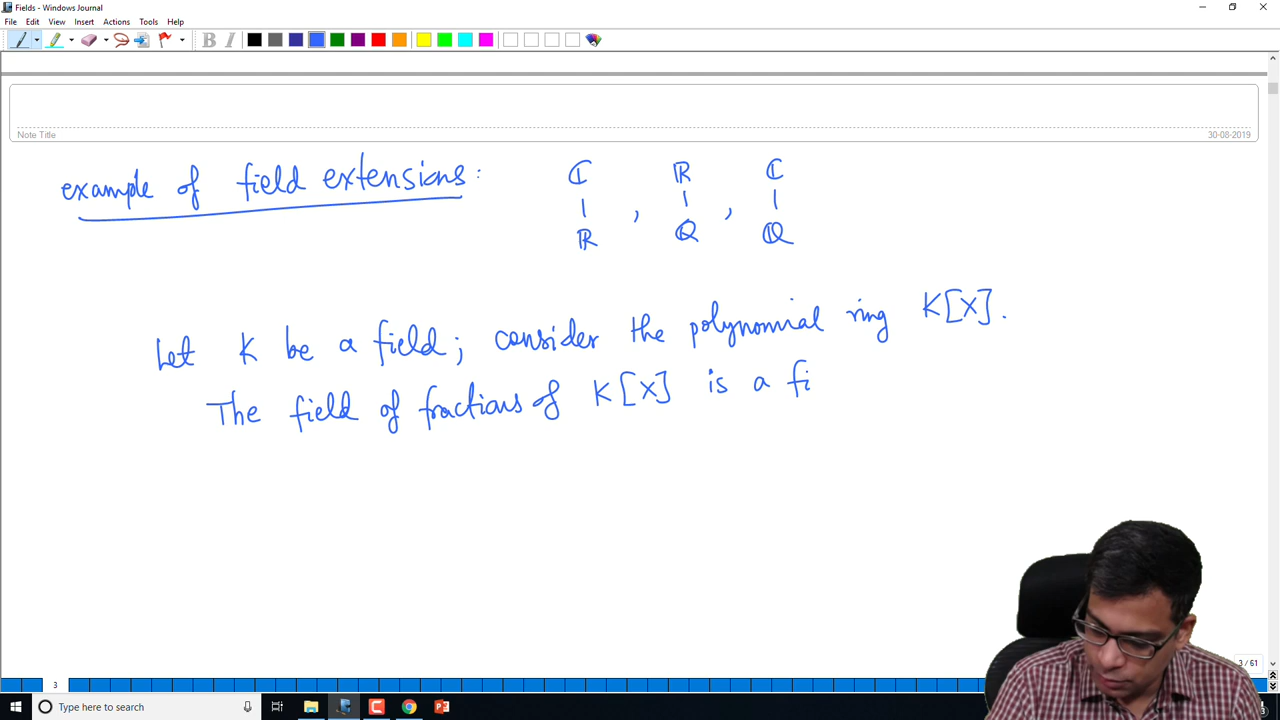 Fields - Windows Journal
File Edit View Insert Actions Tools Help
B I
Note Title
30-08-2019
example of field extensions: ℂ ℝ ℂ
| , | , |
ℝ ℚ ℚ
Let K be a field; consider the polynomial ring K[X].
The field of fractions of K[X] is a fi
3 / 61
3
Type here to search